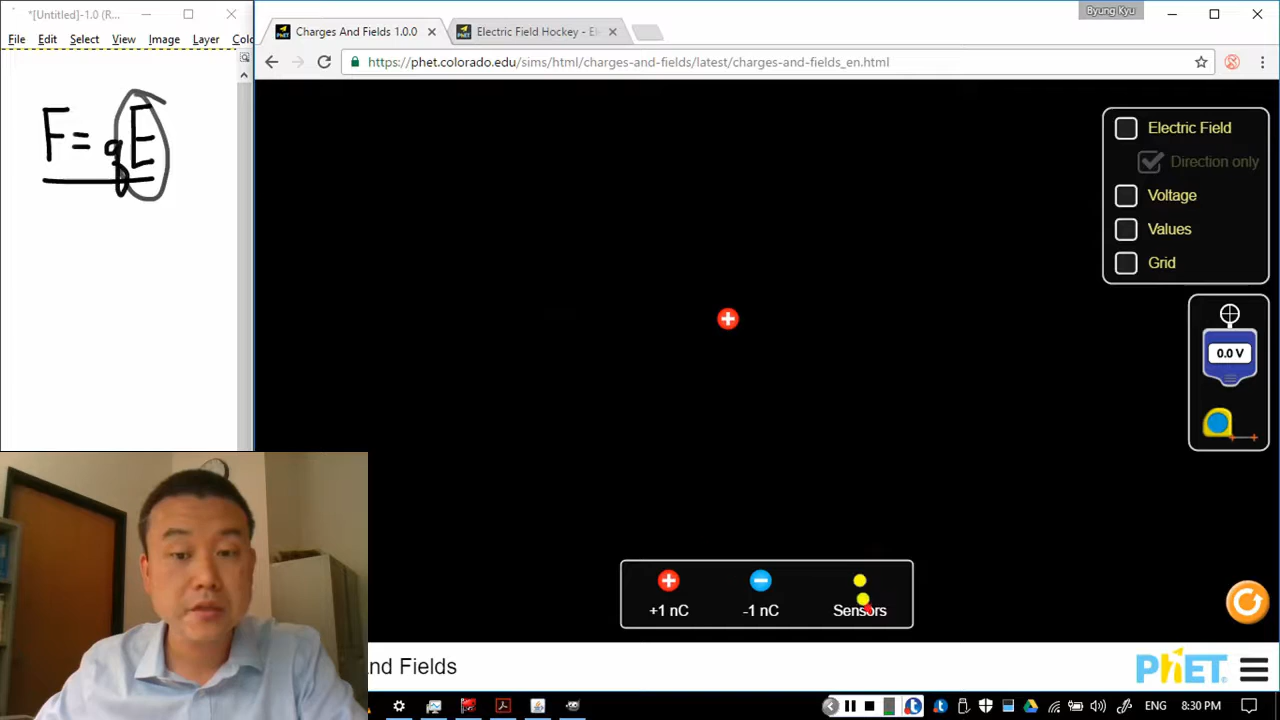 *[Untitled]-1.0 (R...
File Edit Select View Image Layer Colo
F = qE
Byung Kyu
Charges And Fields 1.0.0
Electric Field Hockey - El
https://phet.colorado.edu/sims/html/charges-and-fields/latest/charges-and-fields_en.html
Electric Field
Direction only
Voltage
Values
Grid
0.0 V
+1 nC
-1 nC
Sensors
nd Fields
PhET
ENG 8:30 PM